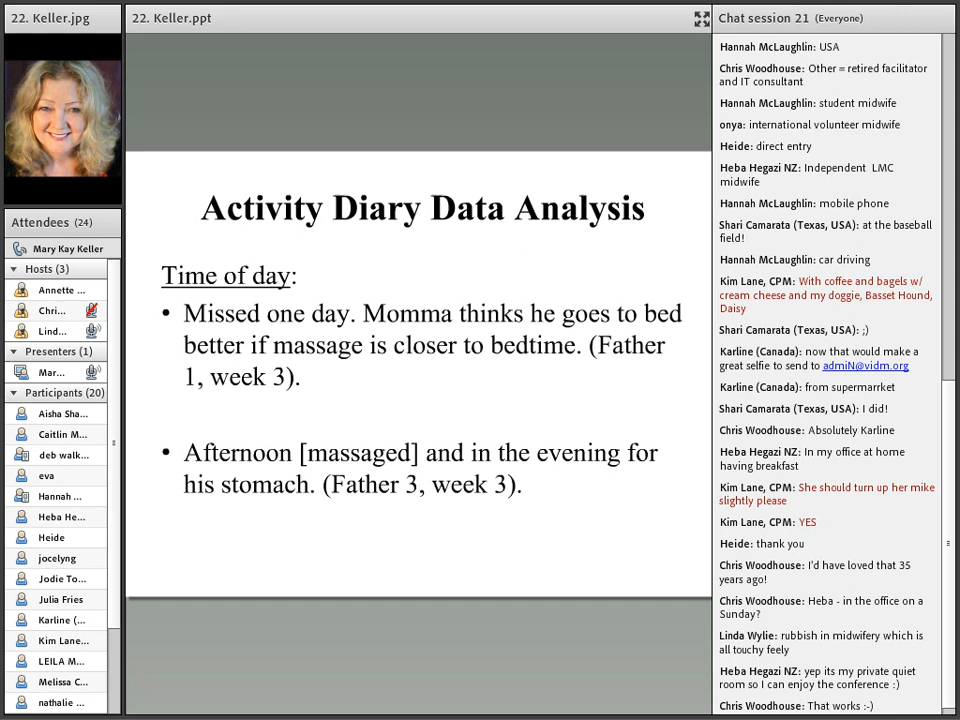 22. Keller.jpg
22. Keller.ppt
Chat session 21 (Everyone)
Attendees (24)
Mary Kay Keller
Hosts (3)
Annette ...
Chri...
Lind...
Presenters (1)
Mar...
Participants (20)
Aisha Sha...
Caitlin M...
deb walk...
eva
Hannah ...
Heba He...
Heide
jocelyng
Jodie To...
Julia Fries
Karline (...
Kim Lane...
LEILA M...
Melissa C...
nathalie ...
Activity Diary Data Analysis
Time of day:
• Missed one day. Momma thinks he goes to bed
better if massage is closer to bedtime. (Father
1, week 3).
• Afternoon [massaged] and in the evening for
his stomach. (Father 3, week 3).
Hannah McLaughlin: USA
Chris Woodhouse: Other = retired facilitator
and IT consultant
Hannah McLaughlin: student midwife
onya: international volunteer midwife
Heide: direct entry
Heba Hegazi NZ: Independent LMC
midwife
Hannah McLaughlin: mobile phone
Shari Camarata (Texas, USA): at the baseball
field!
Hannah McLaughlin: car driving
Kim Lane, CPM: With coffee and bagels w/
cream cheese and my doggie, Basset Hound,
Daisy
Shari Camarata (Texas, USA): ;)
Karline (Canada): now that would make a
great selfie to send to admiN@vidm.org
Karline (Canada): from supermarrket
Shari Camarata (Texas, USA): I did!
Chris Woodhouse: Absolutely Karline
Heba Hegazi NZ: In my office at home
having breakfast
Kim Lane, CPM: She should turn up her mike
slightly please
Kim Lane, CPM: YES
Heide: thank you
Chris Woodhouse: I'd have loved that 35
years ago!
Chris Woodhouse: Heba - in the office on a
Sunday?
Linda Wylie: rubbish in midwifery which is
all touchy feely
Heba Hegazi NZ: yep its my private quiet
room so I can enjoy the conference :)
Chris Woodhouse: That works :-)